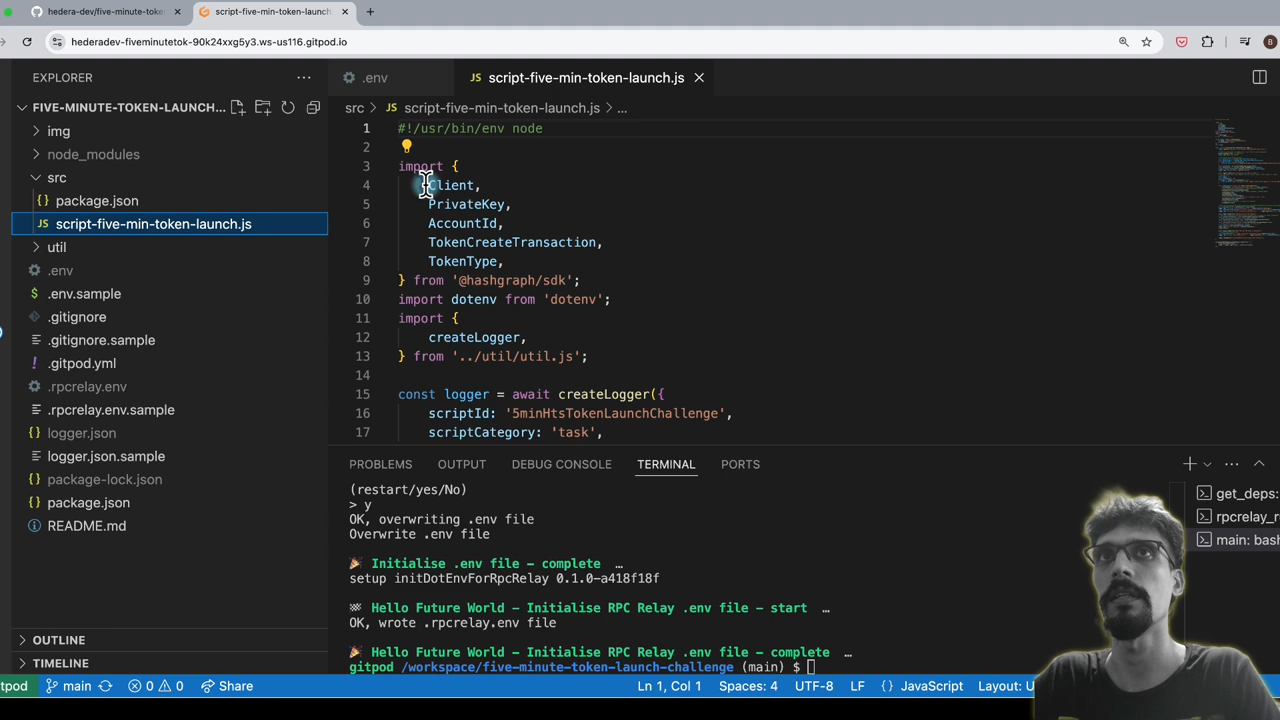 hedera-dev/five-minute-toke
script-five-min-token-launch.
hederadev-fiveminutetok-90k24xxg5y3.ws-us116.gitpod.io
B
EXPLORER
FIVE-MINUTE-TOKEN-LAUNCH...
img
node_modules
src
package.json
JS script-five-min-token-launch.js
util
.env
$ .env.sample
.gitignore
.gitignore.sample
! .gitpod.yml
.rpcrelay.env
.rpcrelay.env.sample
{} logger.json
logger.json.sample
{} package-lock.json
{} package.json
README.md
OUTLINE
TIMELINE
.env
JS script-five-min-token-launch.js
src > JS script-five-min-token-launch.js > ...
1 #!/usr/bin/env node
2
3 import {
4 Client,
5 PrivateKey,
6 AccountId,
7 TokenCreateTransaction,
8 TokenType,
9 } from '@hashgraph/sdk';
10 import dotenv from 'dotenv';
11 import {
12 createLogger,
13 } from '../util/util.js';
14
15 const logger = await createLogger({
16 scriptId: '5minHtsTokenLaunchChallenge',
17 scriptCategory: 'task',
PROBLEMS OUTPUT DEBUG CONSOLE TERMINAL PORTS
(restart/yes/No)
> y
OK, overwriting .env file
Overwrite .env file
Initialise .env file - complete …
setup initDotEnvForRpcRelay 0.1.0-a418f18f
Hello Future World - Initialise RPC Relay .env file - start …
OK, wrote .rpcrelay.env file
Hello Future World - Initialise RPC Relay .env file - complete …
gitpod /workspace/five-minute-token-launch-challenge (main) $
get_deps:
rpcrelay_r
main: bash
tpod main 0 0 Share
Ln 1, Col 1 Spaces: 4 UTF-8 LF {} JavaScript Layout: U